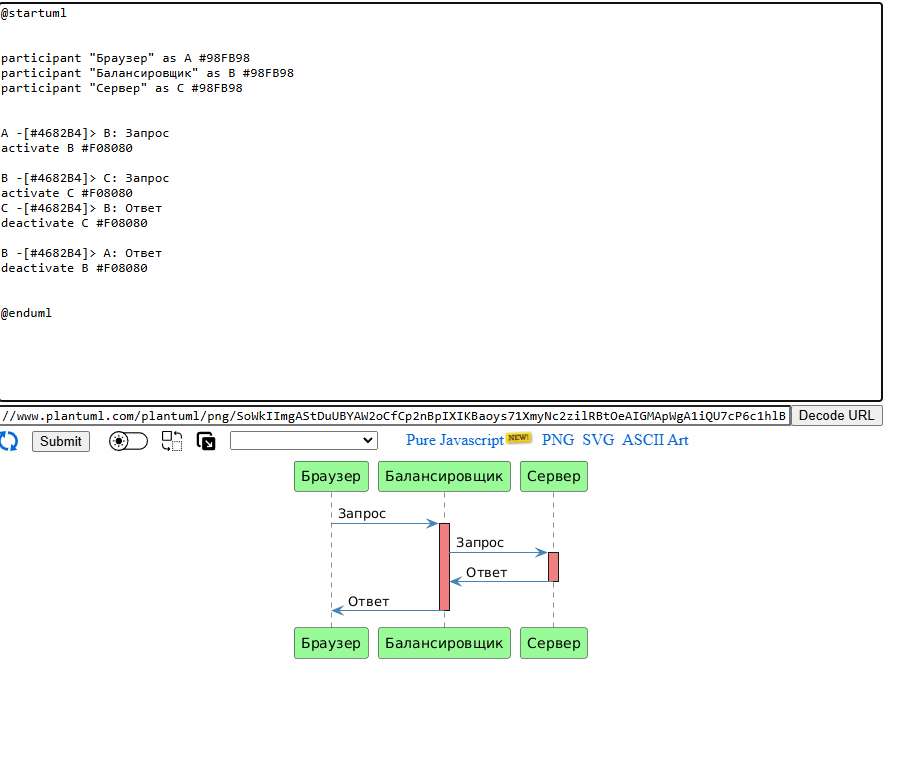 @startuml
participant "Браузер" as A #98FB98
participant "Балансировщик" as B #98FB98
participant "Сервер" as C #98FB98
A -[#4682B4]> B: Запрос
activate B #F08080
B -[#4682B4]> C: Запрос
activate C #F08080
C -[#4682B4]> B: Ответ
deactivate C #F08080
B -[#4682B4]> A: Ответ
deactivate B #F08080
@enduml
//www.plantuml.com/plantuml/png/SoWkIImgAStDuUBYAW2oCfCp2nBpIXIKBaoys71XmyNc2zilRBtOeAIGMApWgA1iQU7cP6c1hlB Decode URL
Submit Pure Javascript NEW! PNG SVG ASCII Art
Браузер Балансировщик Сервер
Запрос
Запрос
Ответ
Ответ
Браузер Балансировщик Сервер